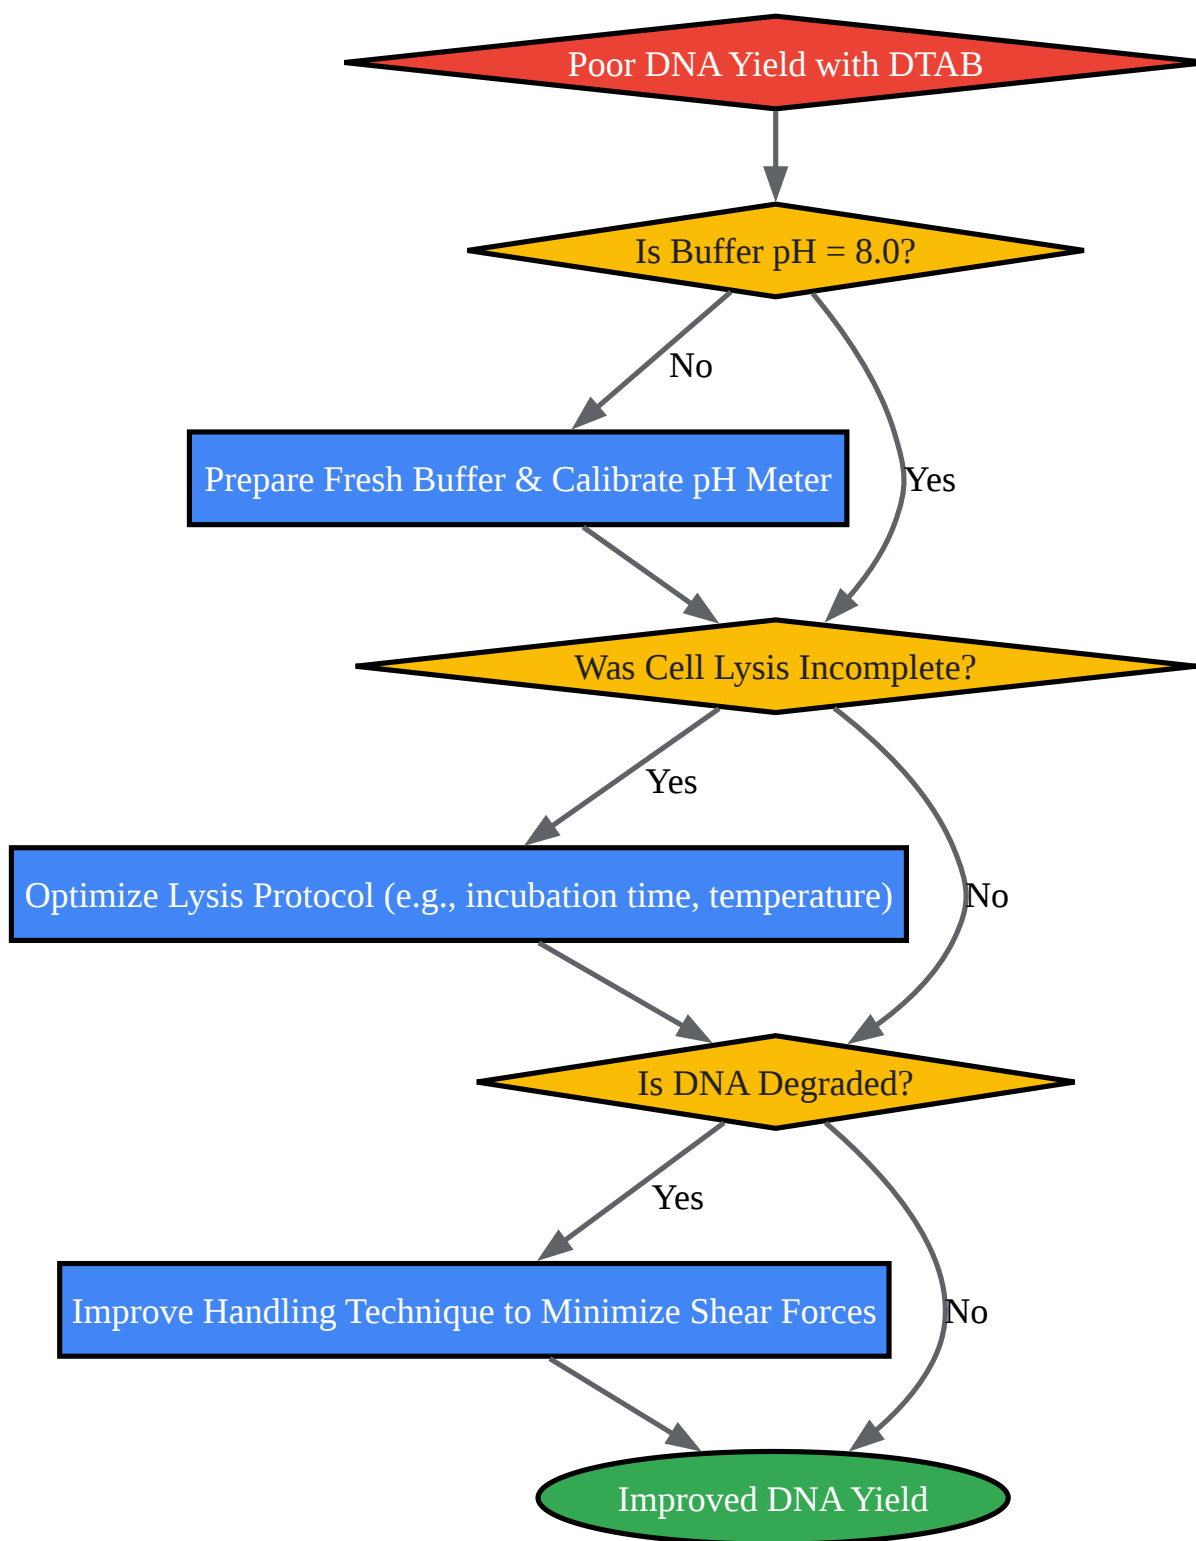 Poor DNA Yield with DTAB
Is Buffer pH = 8.0?
No
Prepare Fresh Buffer & Calibrate pH Meter
Yes
Was Cell Lysis Incomplete?
Yes
Optimize Lysis Protocol (e.g., incubation time, temperature)
No
Is DNA Degraded?
Yes
Improve Handling Technique to Minimize Shear Forces
No
Improved DNA Yield